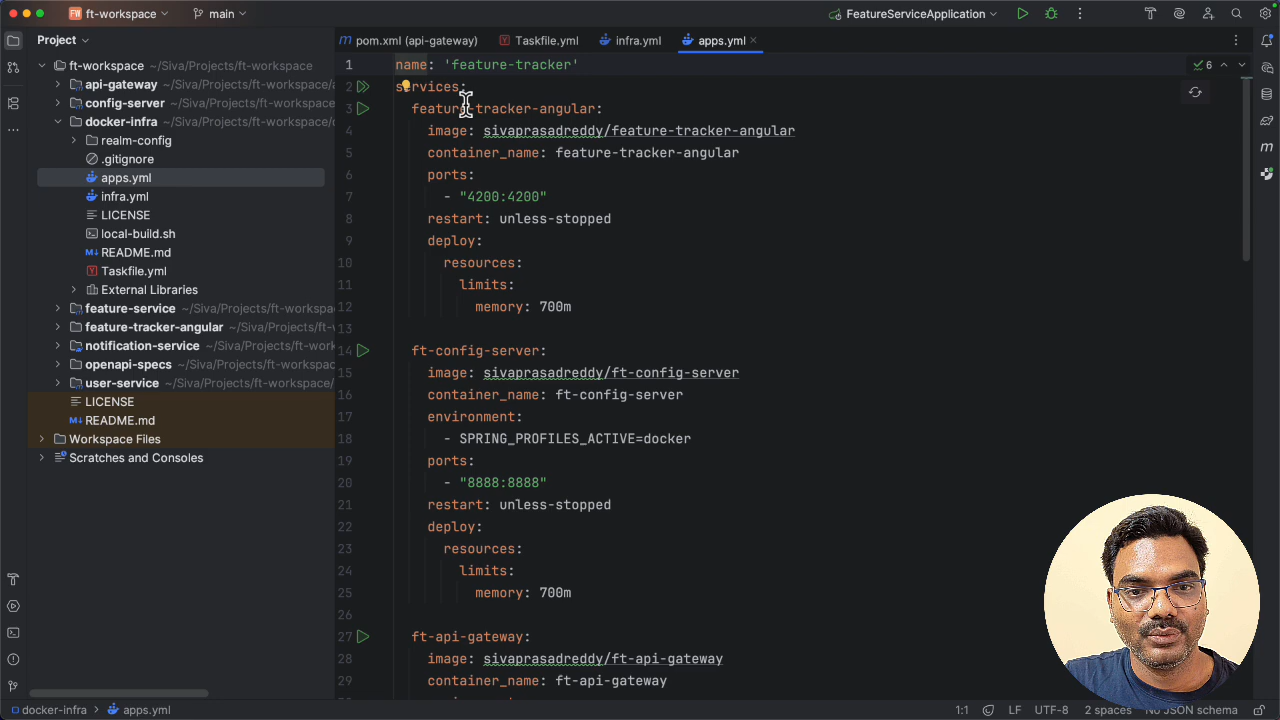 FW ft-workspace
main
FeatureServiceApplication
Project
pom.xml (api-gateway)
Taskfile.yml
infra.yml
apps.yml
ft-workspace ~/Siva/Projects/ft-workspace
api-gateway ~/Siva/Projects/ft-workspace/
config-server ~/Siva/Projects/ft-workspace
docker-infra ~/Siva/Projects/ft-workspace/
realm-config
.gitignore
apps.yml
infra.yml
LICENSE
local-build.sh
README.md
Taskfile.yml
External Libraries
feature-service ~/Siva/Projects/ft-workspa
feature-tracker-angular ~/Siva/Projects/ft-
notification-service ~/Siva/Projects/ft-work
openapi-specs ~/Siva/Projects/ft-workspa
user-service ~/Siva/Projects/ft-workspace/
LICENSE
README.md
Workspace Files
Scratches and Consoles
1 name: 'feature-tracker'
6
2 services:
3 feature-tracker-angular:
4 image: sivaprasadreddy/feature-tracker-angular
5 container_name: feature-tracker-angular
6 ports:
7 - "4200:4200"
8 restart: unless-stopped
9 deploy:
10 resources:
11 limits:
12 memory: 700m
13
14 ft-config-server:
15 image: sivaprasadreddy/ft-config-server
16 container_name: ft-config-server
17 environment:
18 - SPRING_PROFILES_ACTIVE=docker
19 ports:
20 - "8888:8888"
21 restart: unless-stopped
22 deploy:
23 resources:
24 limits:
25 memory: 700m
26
27 ft-api-gateway:
28 image: sivaprasadreddy/ft-api-gateway
29 container_name: ft-api-gateway
docker-infra > apps.yml
1:1 LF UTF-8 2 spaces No JSON schema